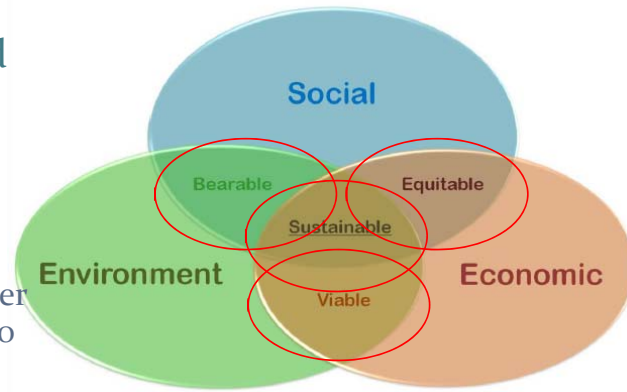 Social
Bearable
Equitable
Sustainable
Environment
Economic
Viable